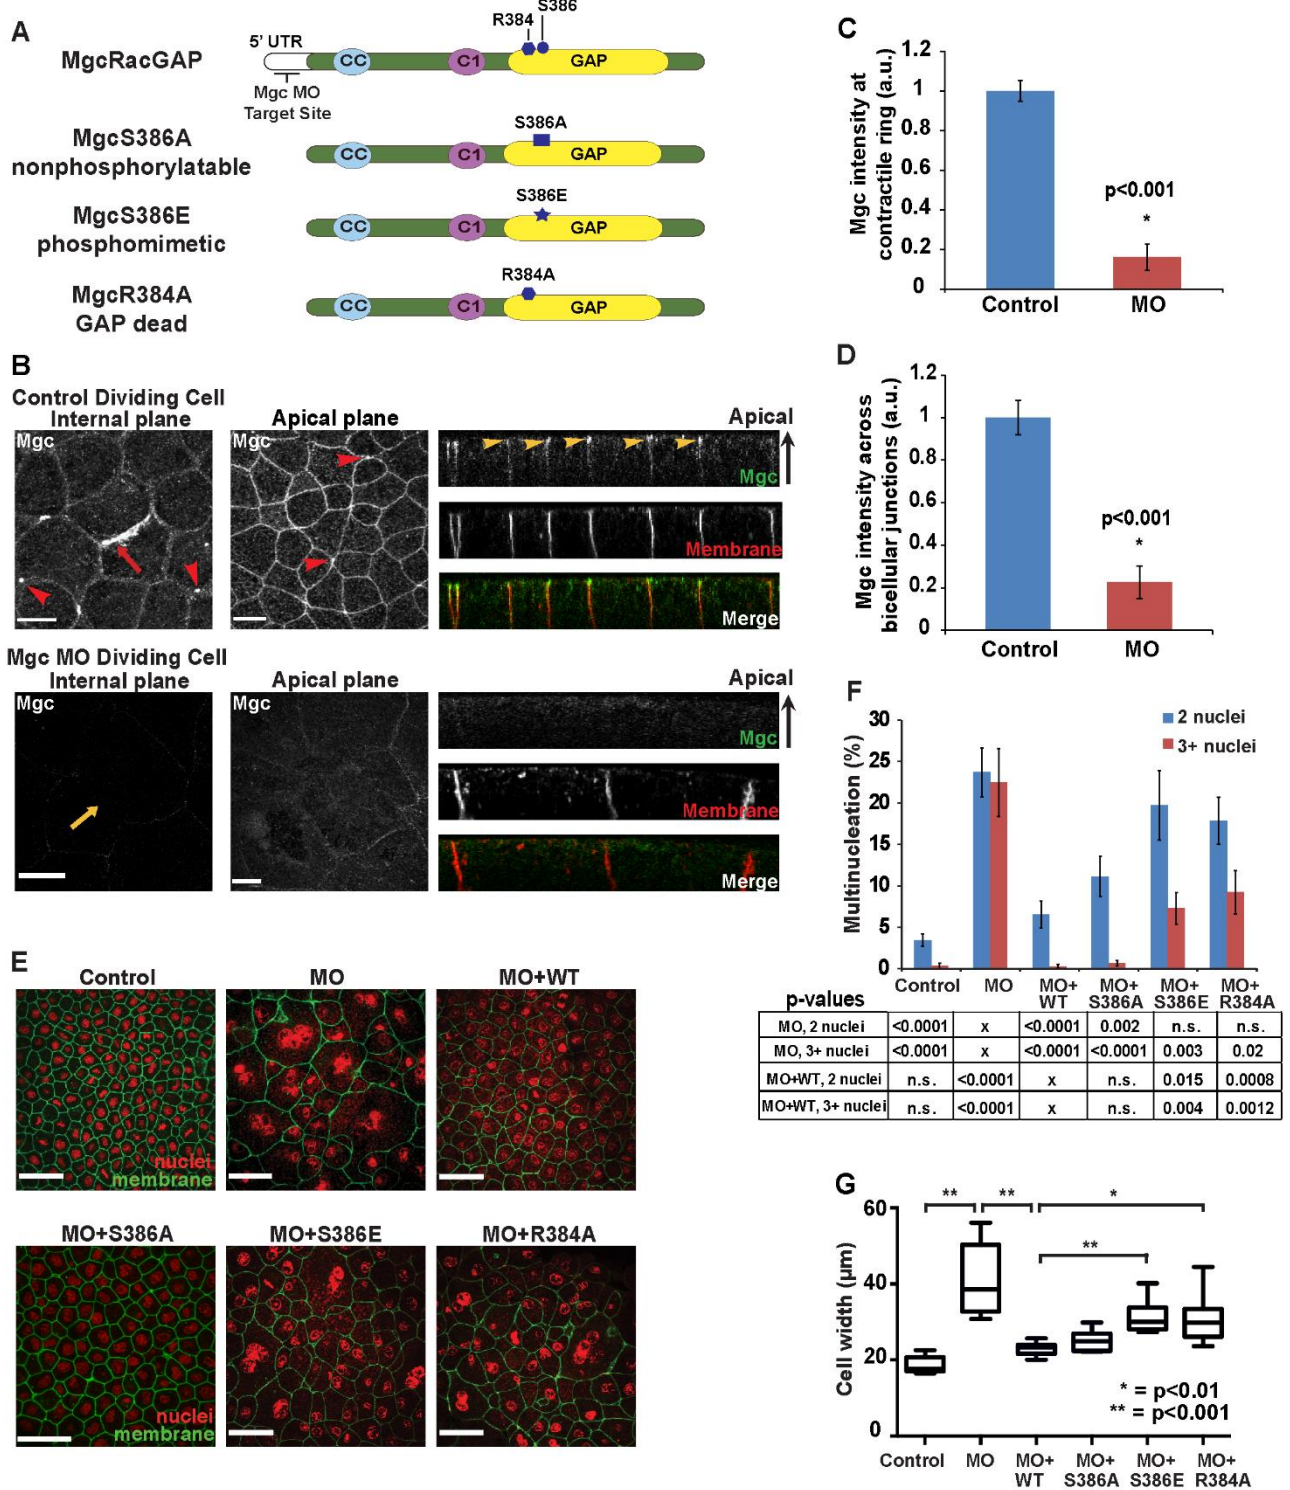 A
MgcRacGAP
5' UTR
R384
S386
CC
C1
GAP
Mgc MO
Target Site
MgcS386A
nonphosphorylatable
S386A
CC
C1
GAP
MgcS386E
phosphomimetic
S386E
CC
C1
GAP
MgcR384A
GAP dead
R384A
CC
C1
GAP
B
Control Dividing Cell
Internal plane
Apical plane
Apical
Mgc
Mgc
Membrane
Merge
Mgc MO Dividing Cell
Internal plane
Apical plane
Apical
Mgc
Mgc
Membrane
Merge
C
Mgc intensity at
contractile ring (a.u.)
1.2
1
0.8
0.6
0.4
0.2
0
p<0.001
*
Control
MO
D
Mgc intensity across
bicellular junctions (a.u.)
1.2
1
0.8
0.6
0.4
0.2
0
p<0.001
*
Control
MO
E
Control
MO
MO+WT
nuclei
membrane
MO+S386A
MO+S386E
MO+R384A
nuclei
membrane
F
Multinucleation (%)
30
25
20
15
10
5
0
2 nuclei
3+ nuclei
Control
MO
MO+
WT
MO+
S386A
MO+
S386E
MO+
R384A
p-values
MO, 2 nuclei <0.0001 x <0.0001 0.002 n.s. n.s.
MO, 3+ nuclei <0.0001 x <0.0001 <0.0001 0.003 0.02
MO+WT, 2 nuclei n.s. <0.0001 x n.s. 0.015 0.0008
MO+WT, 3+ nuclei n.s. <0.0001 x n.s. 0.004 0.0012
G
Cell width (µm)
60
40
20
0
**
**
*
**
* = p<0.01
** = p<0.001
Control
MO
MO+
WT
MO+
S386A
MO+
S386E
MO+
R384A